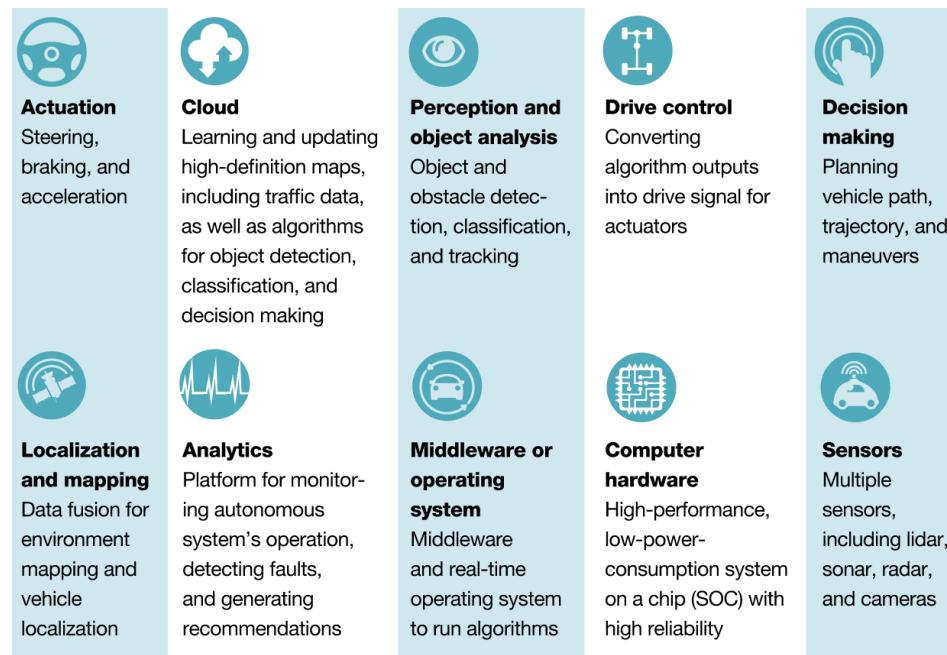 Actuation
Steering,
braking, and
acceleration
Cloud
Learning and updating
high-definition maps,
including traffic data,
as well as algorithms
for object detection,
classification, and
decision making
Perception and
object analysis
Object and
obstacle detec-
tion, classification,
and tracking
Drive control
Converting
algorithm outputs
into drive signal for
actuators
Decision
making
Planning
vehicle path,
trajectory, and
maneuvers
Localization
and mapping
Data fusion for
environment
mapping and
vehicle
localization
Analytics
Platform for monitor-
ing autonomous
system's operation,
detecting faults,
and generating
recommendations
Middleware or
operating
system
Middleware
and real-time
operating system
to run algorithms
Computer
hardware
High-performance,
low-power-
consumption system
on a chip (SOC) with
high reliability
Sensors
Multiple
sensors,
including lidar,
sonar, radar,
and cameras